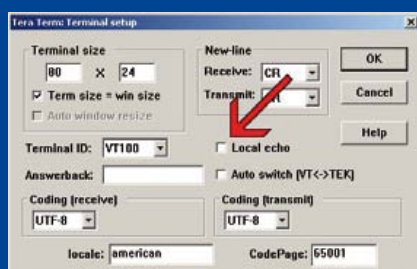 Tera Term: Terminal setup
Terminal size
80 X 24
Term size = win size
Auto window resize
New-line
Receive: CR
Transmit:
OK
Cancel
Help
Terminal ID: VT100
Local echo
Answerback:
Auto switch (VT<->TEK)
Coding (receive)
UTF-8
Coding (transmit)
UTF-8
locale: american
CodePage: 65001